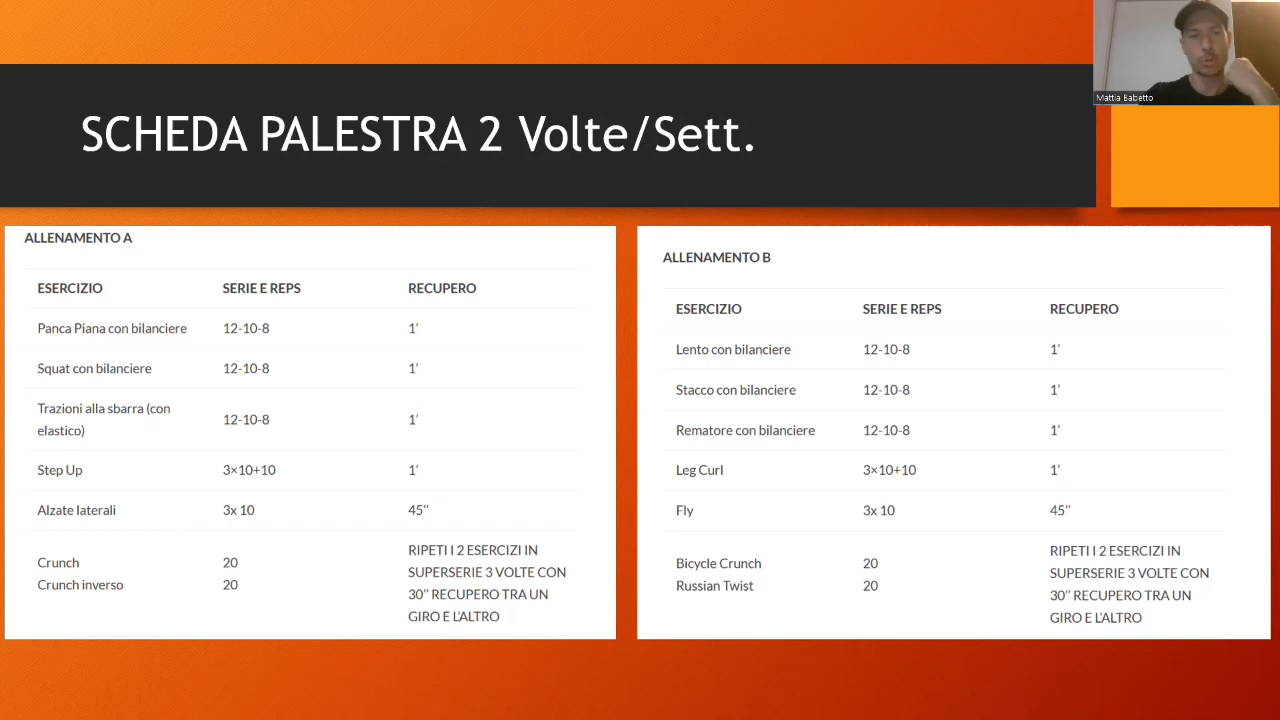 Mattia Babetto
SCHEDA PALESTRA 2 Volte/Sett.
ALLENAMENTO A
ESERCIZIO SERIE E REPS RECUPERO
Panca Piana con bilanciere 12-10-8 1'
Squat con bilanciere 12-10-8 1'
Trazioni alla sbarra (con
elastico) 12-10-8 1'
Step Up 3×10+10 1'
Alzate laterali 3x 10 45''
Crunch 20
Crunch inverso 20
RIPETI I 2 ESERCIZI IN
SUPERSERIE 3 VOLTE CON
30'' RECUPERO TRA UN
GIRO E L'ALTRO
ALLENAMENTO B
ESERCIZIO SERIE E REPS RECUPERO
Lento con bilanciere 12-10-8 1'
Stacco con bilanciere 12-10-8 1'
Rematore con bilanciere 12-10-8 1'
Leg Curl 3×10+10 1'
Fly 3x 10 45''
Bicycle Crunch 20
Russian Twist 20
RIPETI I 2 ESERCIZI IN
SUPERSERIE 3 VOLTE CON
30'' RECUPERO TRA UN
GIRO E L'ALTRO